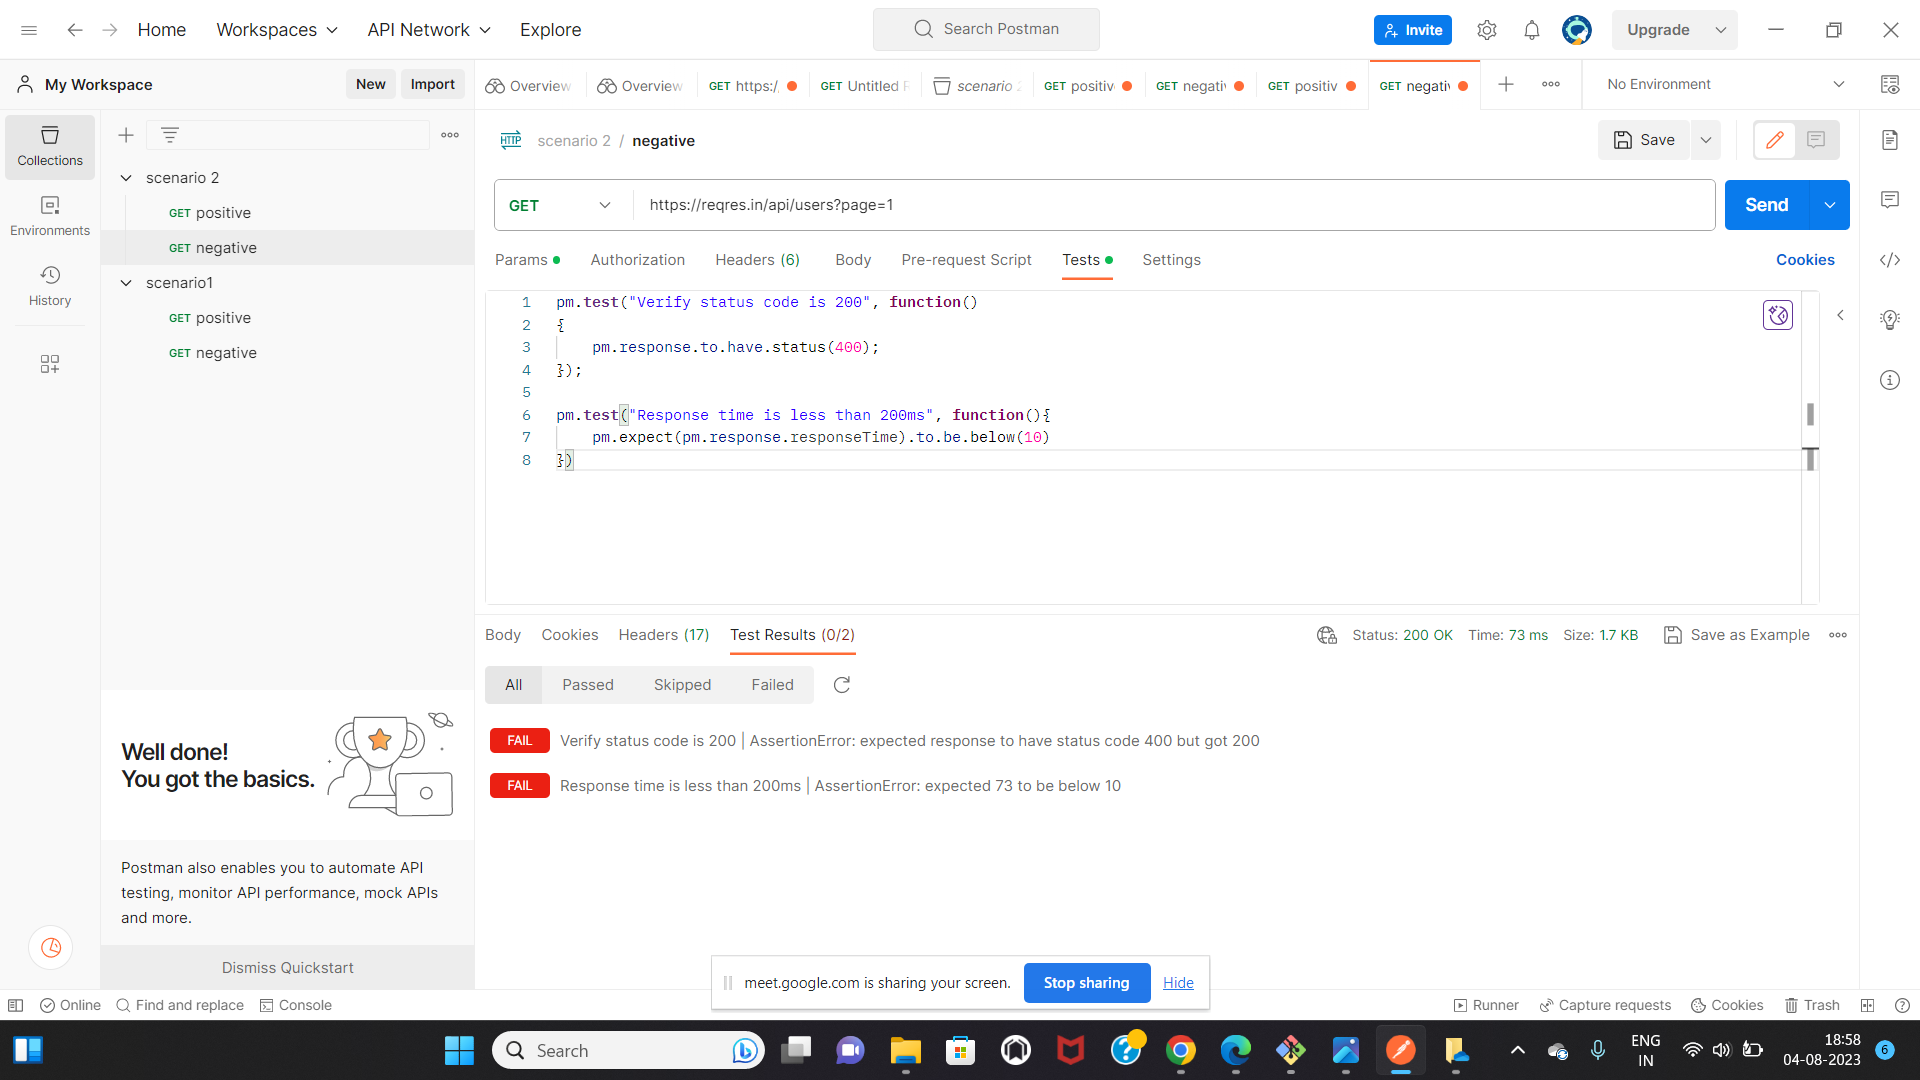 Home
Workspaces
API Network
Explore
Search Postman
Invite
Upgrade
My Workspace
New
Import
Overview
Overview
GET https:/
GET Untitled
scenario 2
GET positiv
GET negativ
GET positiv
GET negativ
No Environment
Collections
Environments
History
scenario 2
GET positive
GET negative
scenario1
GET positive
GET negative
HTTP
scenario 2 / negative
Save
GET
https://reqres.in/api/users?page=1
Send
Params
Authorization
Headers (6)
Body
Pre-request Script
Tests
Settings
Cookies
1 pm.test("Verify status code is 200", function()
2 {
3 pm.response.to.have.status(400);
4 });
5
6 pm.test("Response time is less than 200ms", function(){
7 pm.expect(pm.response.responseTime).to.be.below(10)
8 })
Body
Cookies
Headers (17)
Test Results (0/2)
Status: 200 OK
Time: 73 ms
Size: 1.7 KB
Save as Example
All
Passed
Skipped
Failed
FAIL Verify status code is 200 | AssertionError: expected response to have status code 400 but got 200
FAIL Response time is less than 200ms | AssertionError: expected 73 to be below 10
Well done!
You got the basics.
Postman also enables you to automate API
testing, monitor API performance, mock APIs
and more.
Dismiss Quickstart
meet.google.com is sharing your screen.
Stop sharing
Hide
Online
Find and replace
Console
Runner
Capture requests
Cookies
Trash
Search
ENG
IN
18:58
04-08-2023
6